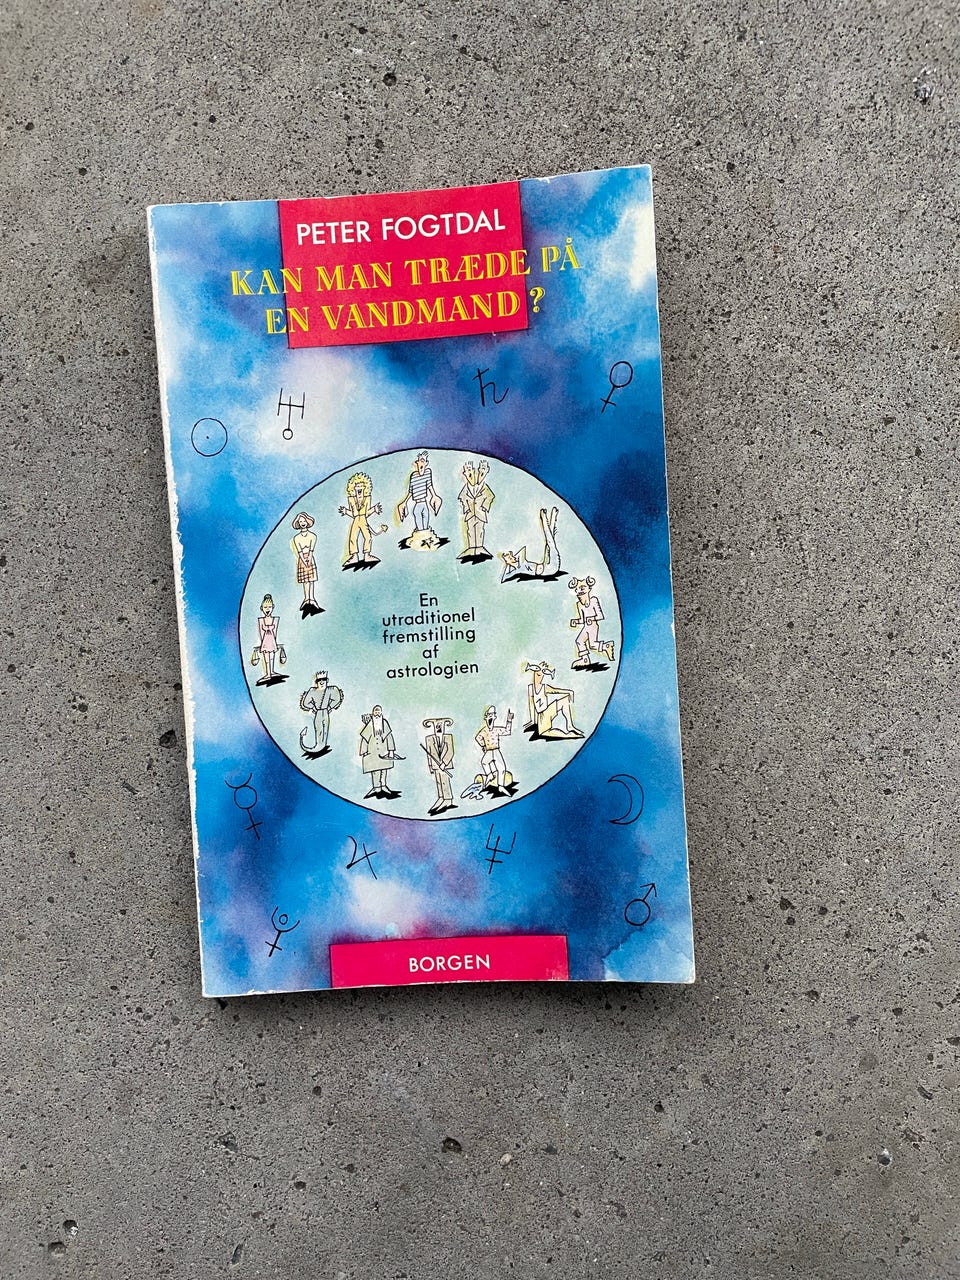 PETER FOGTDAL
KAN MAN TRÆDE PÅ
EN VANDMAND?
En
utraditionel
fremstilling
af
astrologien
BORGEN